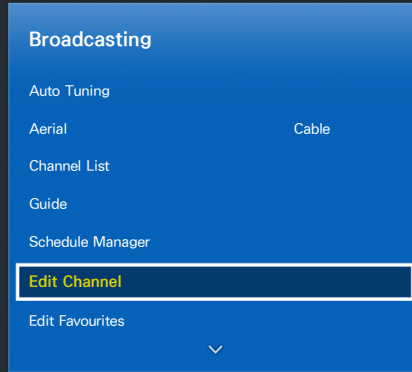 Broadcasting
Auto Tuning
Aerial Cable
Channel List
Guide
Schedule Manager
Edit Channel
Edit Favourites